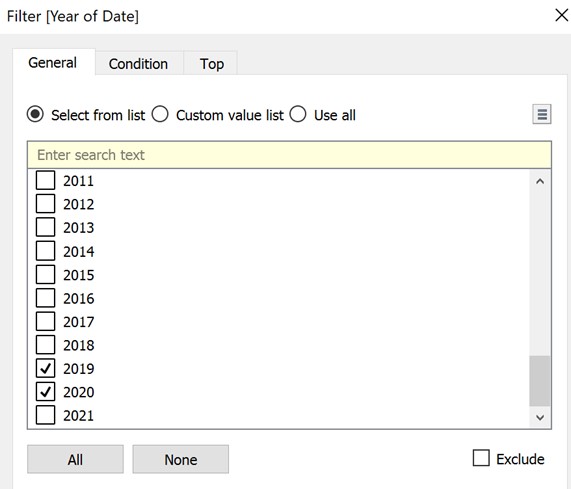 Filter [Year of Date]
General Condition Top
Select from list Custom value list Use all
Enter search text
2011
2012
2013
2014
2015
2016
2017
2018
2019
2020
2021
All None Exclude